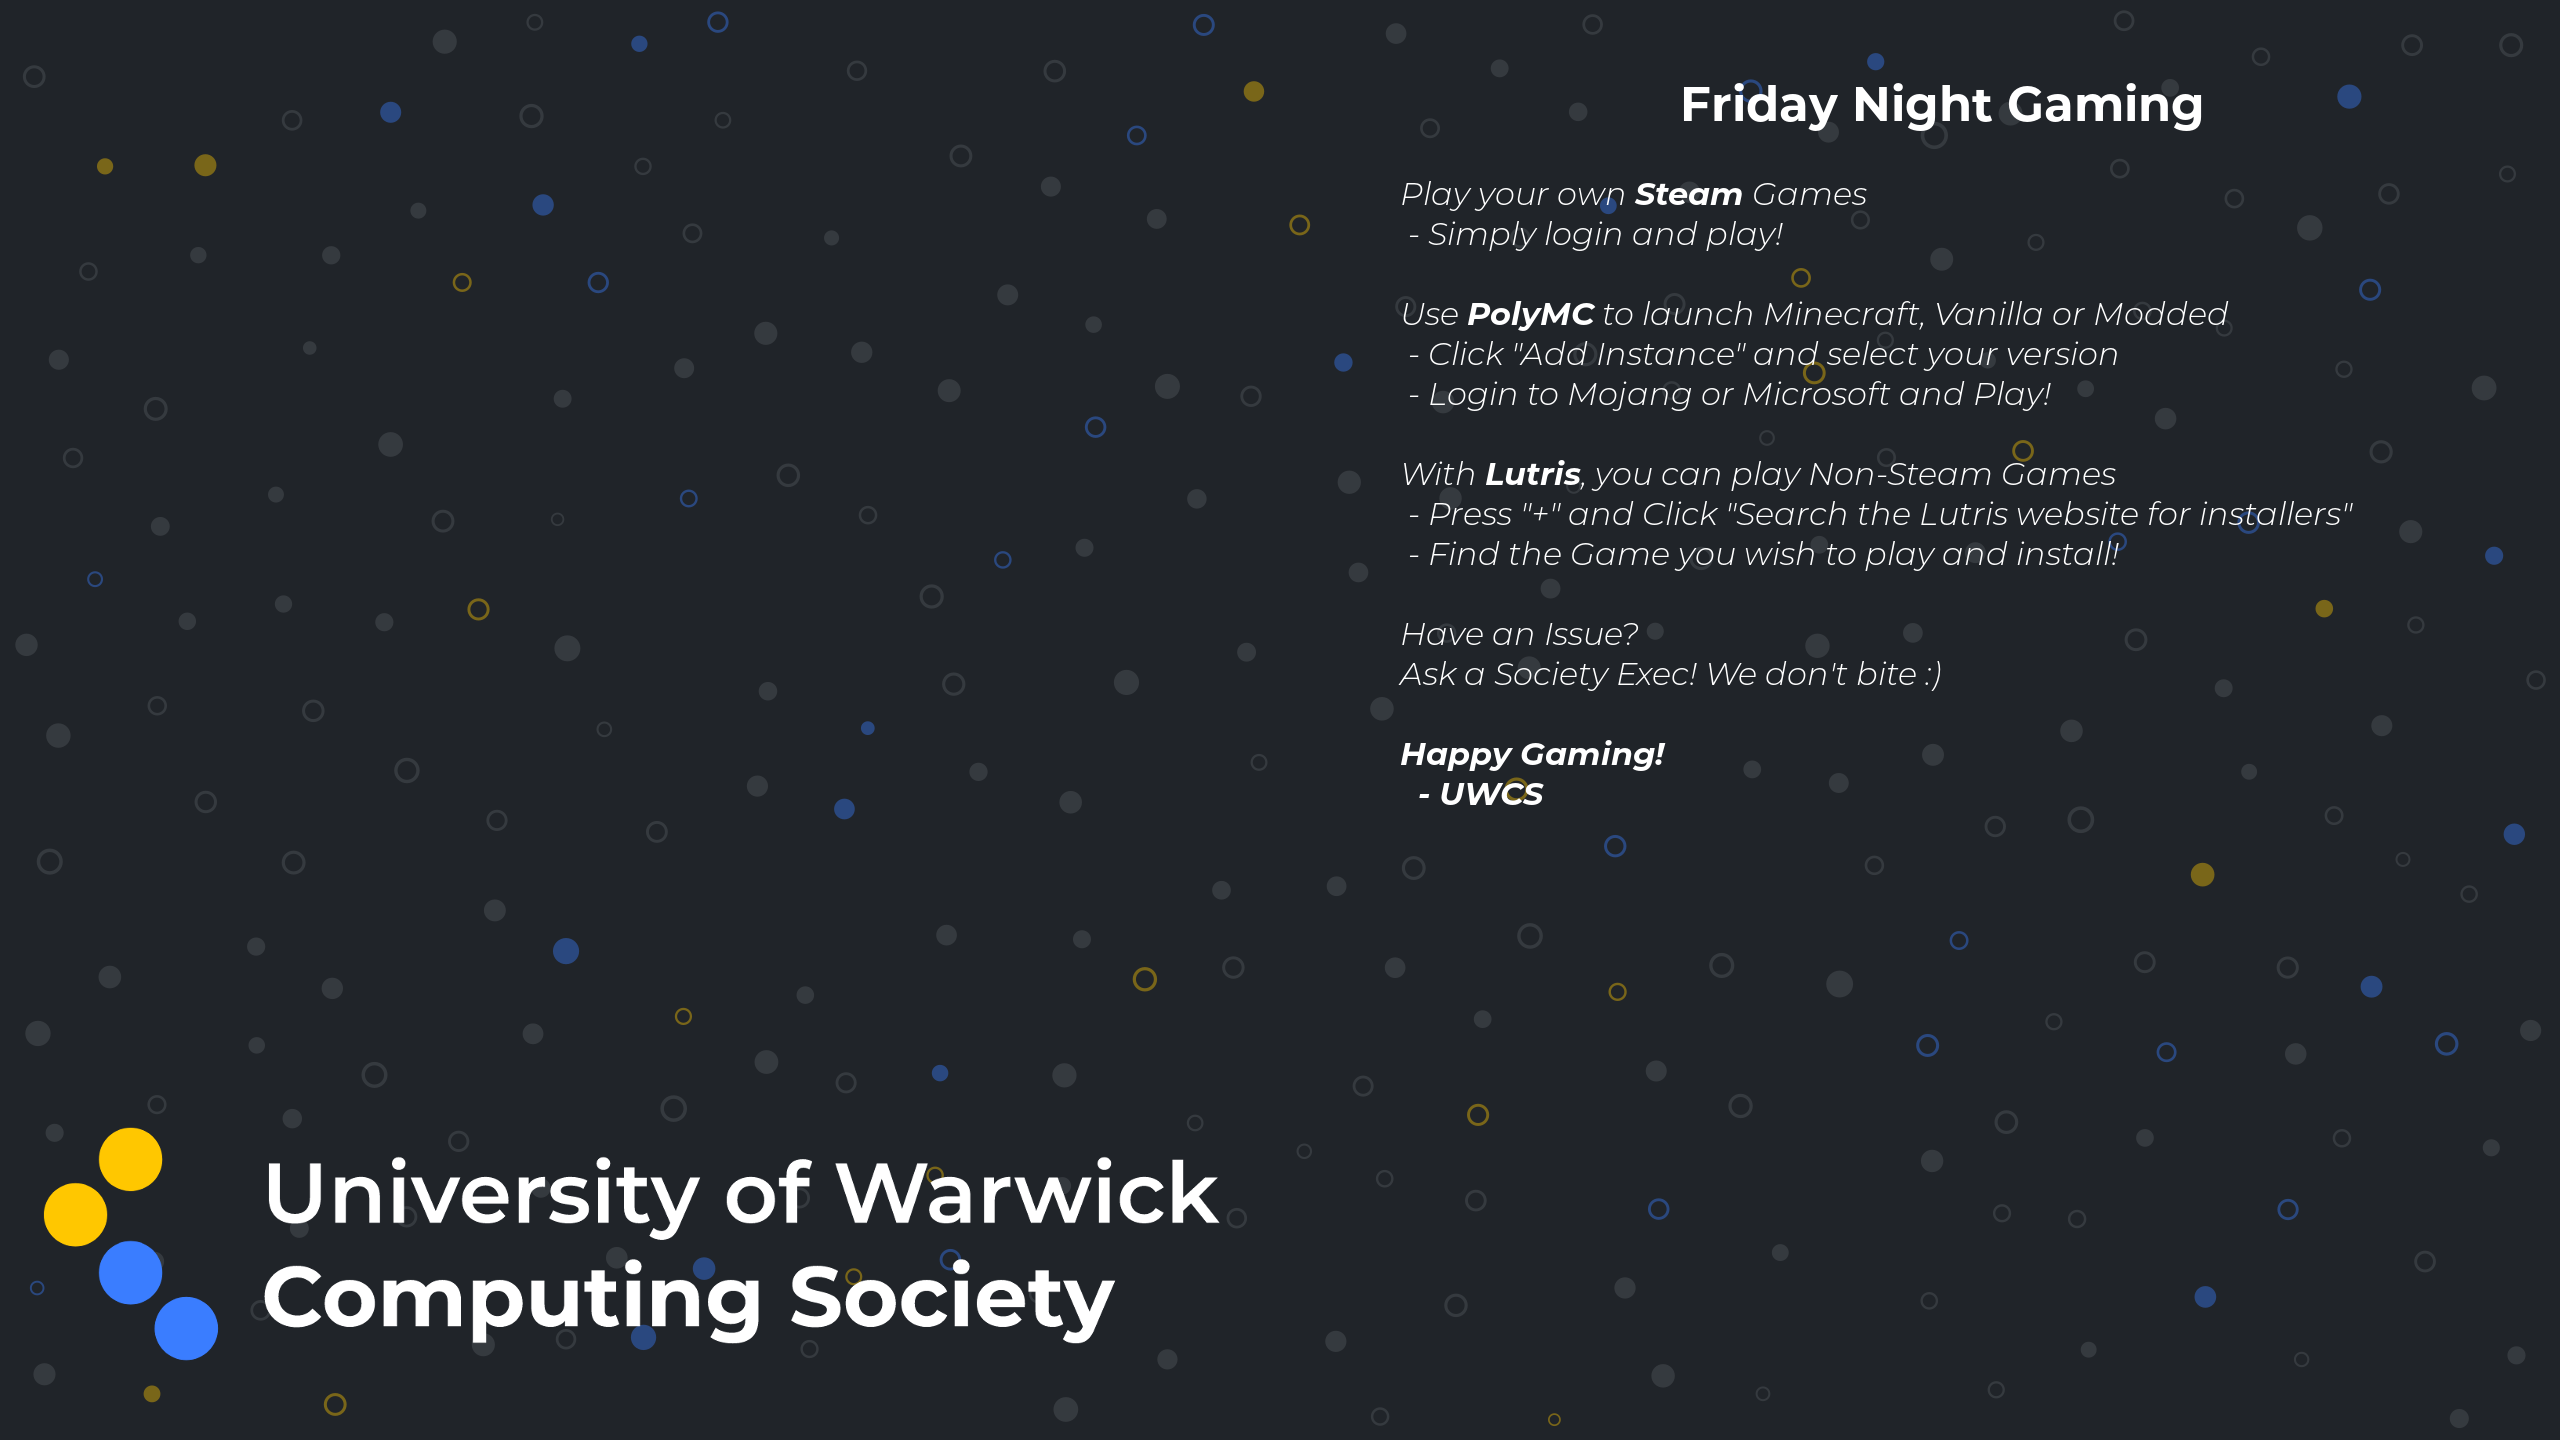 Friday Night Gaming
Play your own Steam Games
- Simply login and play!
Use PolyMC to launch Minecraft, Vanilla or Modded
- Click "Add Instance" and select your version
- Login to Mojang or Microsoft and Play!
With Lutris, you can play Non-Steam Games
- Press "+" and Click "Search the Lutris website for installers"
- Find the Game you wish to play and install!
Have an Issue?
Ask a Society Exec! We don't bite :)
Happy Gaming!
- UWCS
University of Warwick
Computing Society